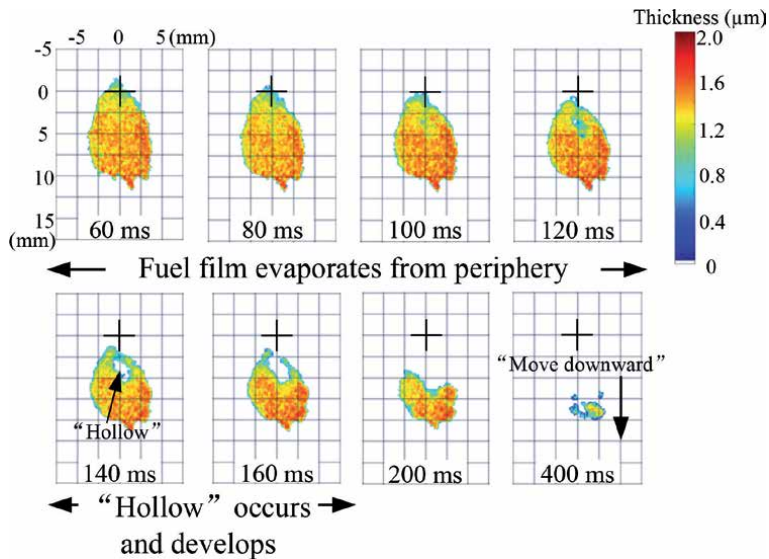 Thickness (μm)
-5 0 5 (mm)
-5
0
5
10
15
(mm)
60 ms
80 ms
100 ms
120 ms
2.0
1.6
1.2
0.8
0.4
0
Fuel film evaporates from periphery
“Hollow”
“Move downward”
140 ms
160 ms
200 ms
400 ms
“Hollow” occurs
and develops